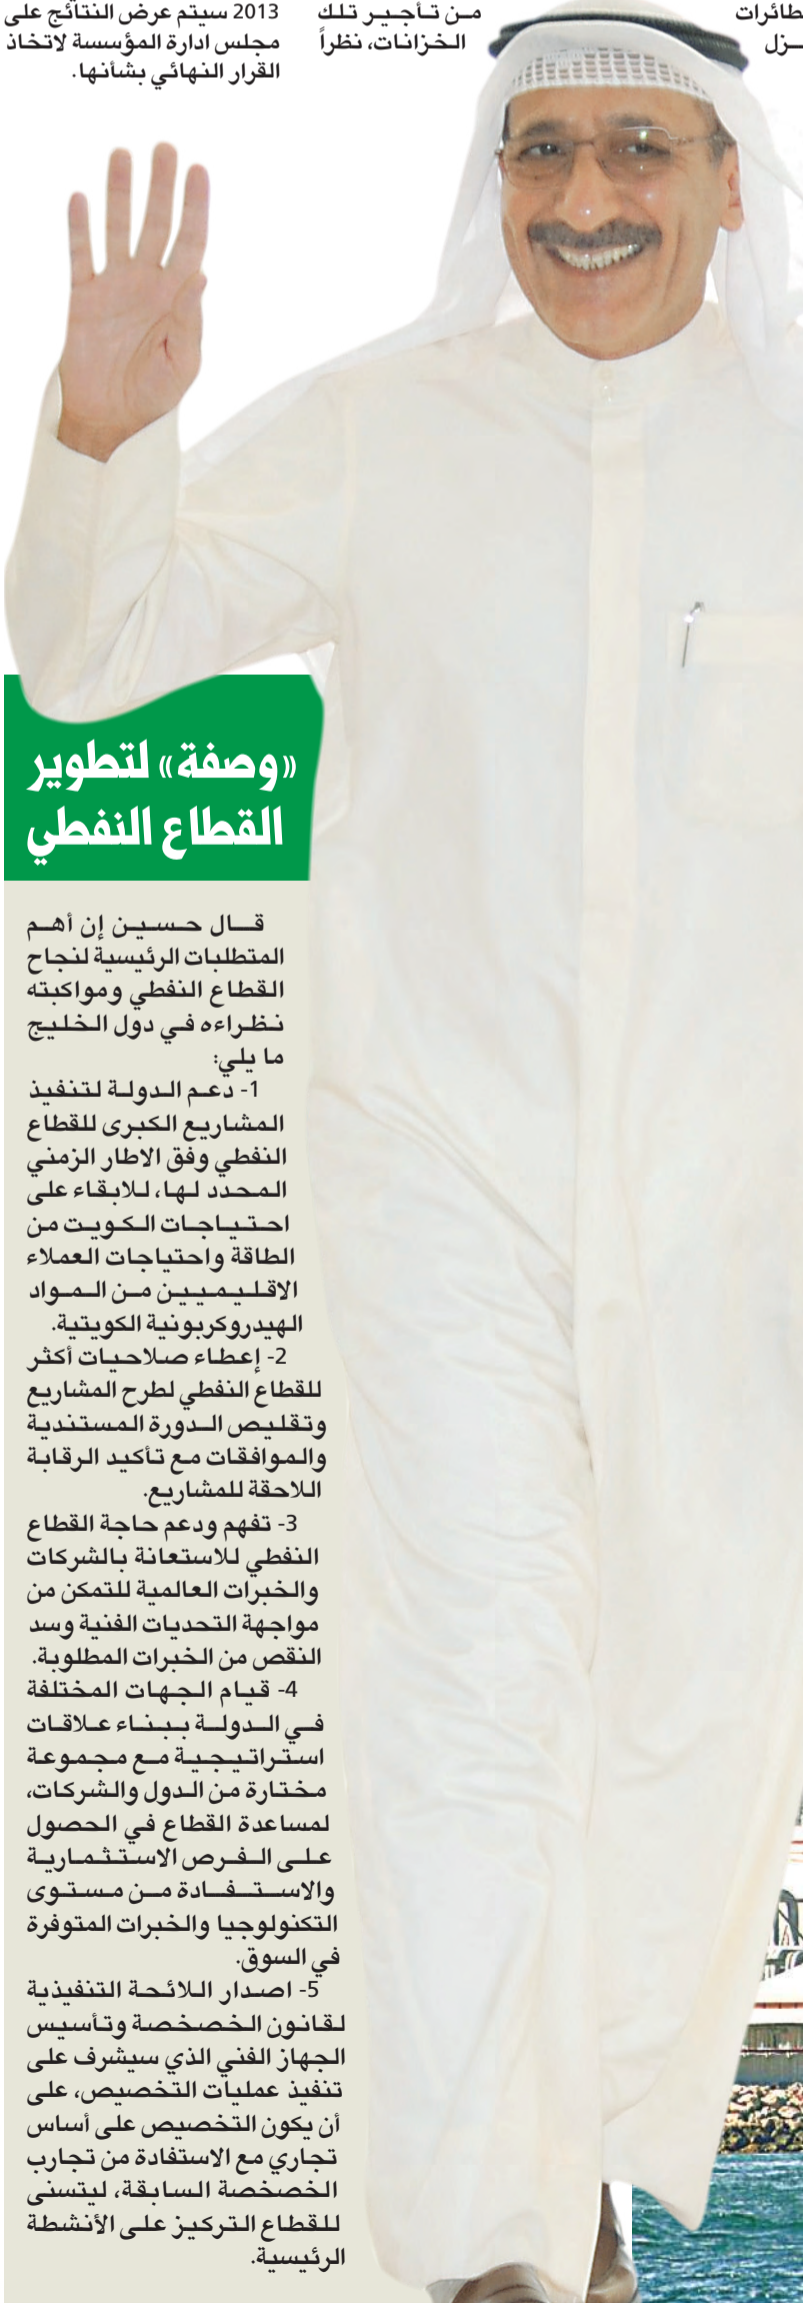 طائرات
ـزل
من تأجير تلك
الخزانات، نظراً
2013 سيتم عرض النتائج على
مجلس ادارة المؤسسة لاتخاذ
القرار النهائي بشأنها.
«وصفة» لتطوير
القطاع النفطي
قال حسين إن أهم
المتطلبات الرئيسية لنجاح
القطاع النفطي ومواكبته
نظراءه في دول الخليج
ما يلي:
1- دعم الدولة لتنفيذ
المشاريع الكبرى للقطاع
النفطي وفق الاطار الزمني
المحدد لها، للابقاء على
احتياجات الكويت من
الطاقة واحتياجات العملاء
الاقليميين من المواد
الهيدروكربونية الكويتية.
2- إعطاء صلاحيات أكثر
للقطاع النفطي لطرح المشاريع
وتقليص الدورة المستندية
والموافقات مع تأكيد الرقابة
اللاحقة للمشاريع.
3- تفهم ودعم حاجة القطاع
النفطي للاستعانة بالشركات
والخبرات العالمية للتمكن من
مواجهة التحديات الفنية وسد
النقص من الخبرات المطلوبة.
4- قيام الجهات المختلفة
في الدولة ببناء علاقات
استراتيجية مع مجموعة
مختارة من الدول والشركات،
لمساعدة القطاع في الحصول
على الفرص الاستثمارية
والاستفادة من مستوى
التكنولوجيا والخبرات المتوفرة
في السوق.
5- اصدار اللائحة التنفيذية
لقانون الخصخصة وتأسيس
الجهاز الفني الذي سيشرف على
تنفيذ عمليات التخصيص، على
أن يكون التخصيص على أساس
تجاري مع الاستفادة من تجارب
الخصخصة السابقة، ليتسنى
للقطاع التركيز على الأنشطة
الرئيسية.